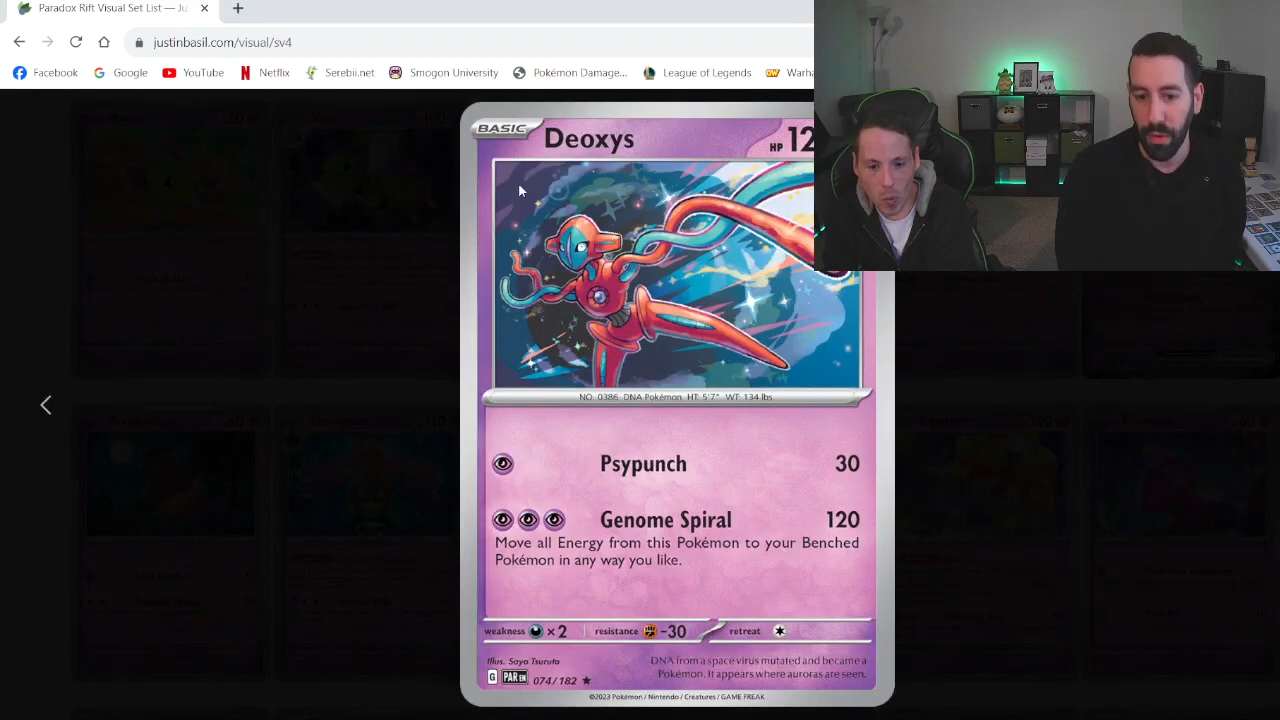 Paradox Rift Visual Set List — Ju
justinbasil.com/visual/sv4
Facebook Google YouTube Netflix Serebii.net Smogon University Pokémon Damage... League of Legends Warha
BASIC Deoxys HP 12
NO. 0386 DNA Pokémon HT: 5'7" WT: 134 lbs
Psypunch 30
Genome Spiral 120
Move all Energy from this Pokémon to your Benched
Pokémon in any way you like.
weakness ×2 resistance -30 retreat
Illus. Saya Tsuruta
DNA from a space virus mutated and became a
Pokémon. It appears where auroras are seen.
G PAR EN 074/182
©2023 Pokémon / Nintendo / Creatures / GAME FREAK